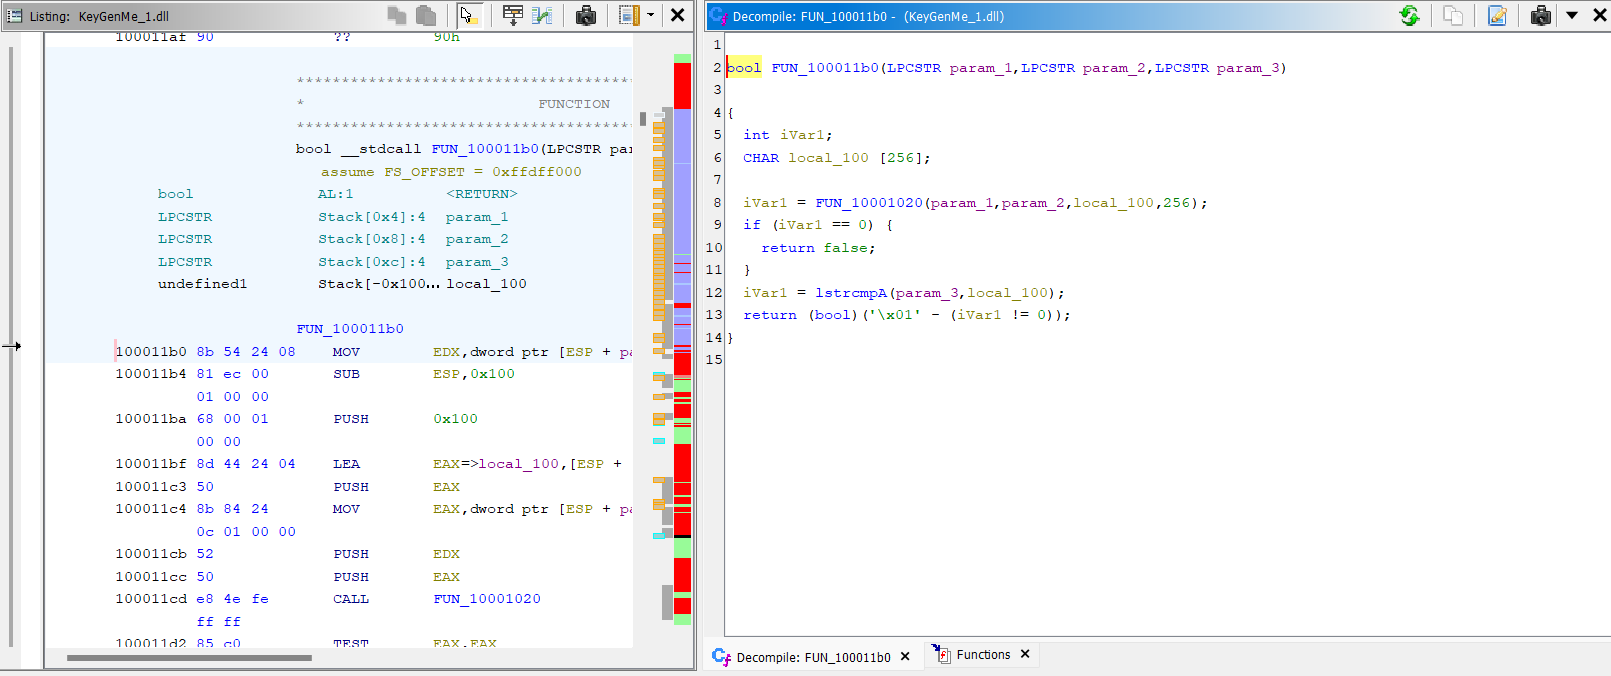 Listing: KeyGenMe_1.dll
100011af 90 ?? 90h
*************************************
* FUNCTION
*************************************
bool __stdcall FUN_100011b0(LPCSTR par
assume FS_OFFSET = 0xffdff000
bool AL:1 <RETURN>
LPCSTR Stack[0x4]:4 param_1
LPCSTR Stack[0x8]:4 param_2
LPCSTR Stack[0xc]:4 param_3
undefined1 Stack[-0x100... local_100
FUN_100011b0
100011b0 8b 54 24 08 MOV EDX,dword ptr [ESP + pa
100011b4 81 ec 00 SUB ESP,0x100
01 00 00
100011ba 68 00 01 PUSH 0x100
00 00
100011bf 8d 44 24 04 LEA EAX=>local_100,[ESP +
100011c3 50 PUSH EAX
100011c4 8b 84 24 MOV EAX,dword ptr [ESP + pa
0c 01 00 00
100011cb 52 PUSH EDX
100011cc 50 PUSH EAX
100011cd e8 4e fe CALL FUN_10001020
ff ff
100011d2 85 c0 TEST EAX,EAX
Decompile: FUN_100011b0 - (KeyGenMe_1.dll)
1
2 bool FUN_100011b0(LPCSTR param_1,LPCSTR param_2,LPCSTR param_3)
3
4 {
5 int iVar1;
6 CHAR local_100 [256];
7
8 iVar1 = FUN_10001020(param_1,param_2,local_100,256);
9 if (iVar1 == 0) {
10 return false;
11 }
12 iVar1 = lstrcmpA(param_3,local_100);
13 return (bool)('\x01' - (iVar1 != 0));
14 }
15
Decompile: FUN_100011b0
Functions